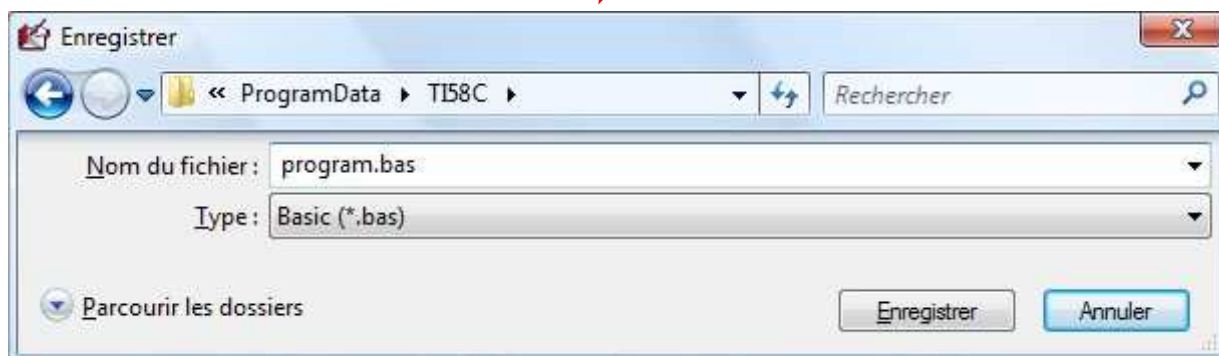 Enregistrer
« ProgramData TI58C Rechercher
Nom du fichier : program.bas
Type : Basic (*.bas)
Parcourir les dossiers Enregistrer Annuler